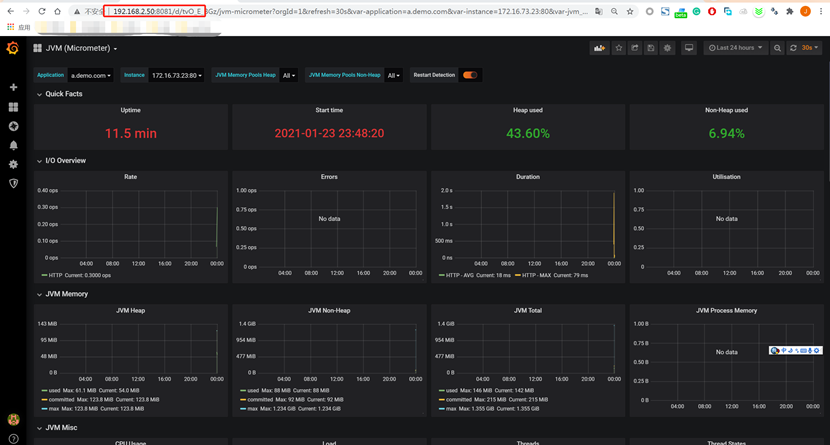 不安全 | 192.168.2.50:8081/d/tvO_E_ 3Gz/jvm-micrometer?orgId=1&refresh=30s&var-application=a.demo.com&var-instance=172.16.73.23:80&var-jvm_...
应用
JVM (Micrometer)
Last 24 hours
30s
Application a.demo.com Instance 172.16.73.23:80 JVM Memory Pools Heap All JVM Memory Pools Non-Heap All Restart Detection
Quick Facts
Uptime Start time Heap used Non-Heap used
11.5 min 2021-01-23 23:48:20 43.60% 6.94%
I/O Overview
Rate
0.40 ops
0.30 ops
0.20 ops
0.10 ops
0 ops
04:00 08:00 12:00 16:00 20:00 00:00
HTTP Current: 0.3000 ops
Errors
1.00 ops
0.75 ops
0.50 ops
0.25 ops
0 ops
No data
04:00 08:00 12:00 16:00 20:00 00:00
Duration
2.0 s
1.5 s
1.0 s
500 ms
0 ns
04:00 08:00 12:00 16:00 20:00 00:00
HTTP - AVG Current: 18 ms HTTP - MAX Current: 79 ms
Utilisation
1.00
0.75
0.50
0.25
0
No data
04:00 08:00 12:00 16:00 20:00 00:00
JVM Memory
JVM Heap
143 MiB
95 MiB
48 MiB
0 B
04:00 08:00 12:00 16:00 20:00 00:00
used Max: 61.1 MiB Current: 54.0 MiB
committed Max: 123.8 MiB Current: 123.8 MiB
max Max: 123.8 MiB Current: 123.8 MiB
JVM Non-Heap
1.4 GiB
954 MiB
477 MiB
0 B
04:00 08:00 12:00 16:00 20:00 00:00
used Max: 88 MiB Current: 88 MiB
committed Max: 92 MiB Current: 92 MiB
max Max: 1.234 GiB Current: 1.234 GiB
JVM Total
1.4 GiB
954 MiB
477 MiB
0 B
04:00 08:00 12:00 16:00 20:00 00:00
used Max: 146 MiB Current: 142 MiB
committed Max: 215 MiB Current: 215 MiB
max Max: 1.355 GiB Current: 1.355 GiB
JVM Process Memory
1.00 B
0.75 B
0.50 B
0.25 B
0 B
No data
04:00 08:00 12:00 16:00 20:00 00:00
中
JVM Misc
CPU Usage Load Threads Thread States